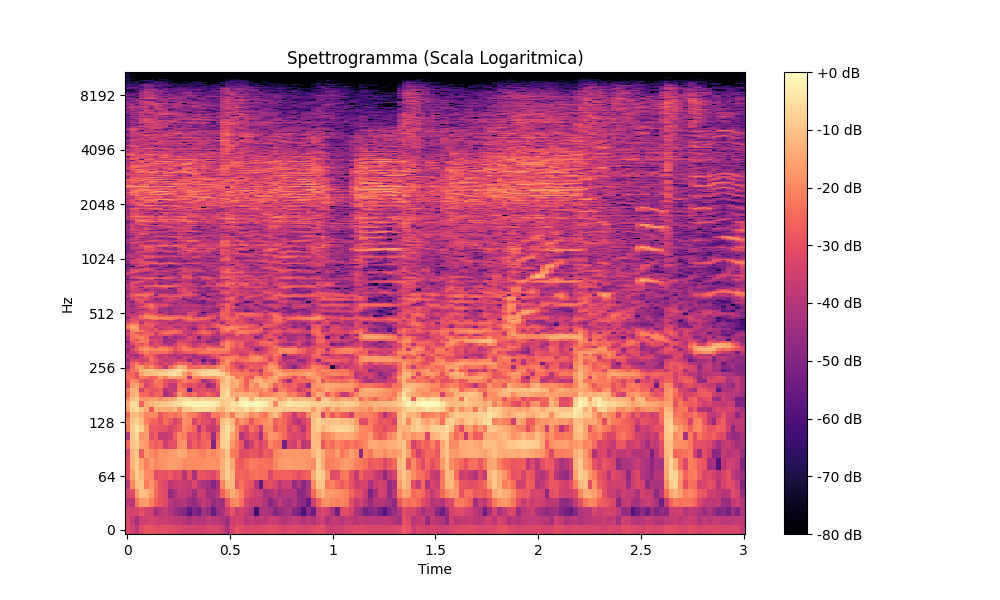 Spettrogramma (Scala Logaritmica)
Hz
8192
4096
2048
1024
512
256
128
64
0
0 0.5 1 1.5 2 2.5 3
Time
+0 dB
-10 dB
-20 dB
-30 dB
-40 dB
-50 dB
-60 dB
-70 dB
-80 dB